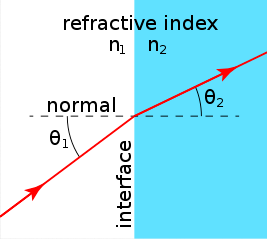 refractive index
n₁ n₂
normal
θ₂
θ₁
interface